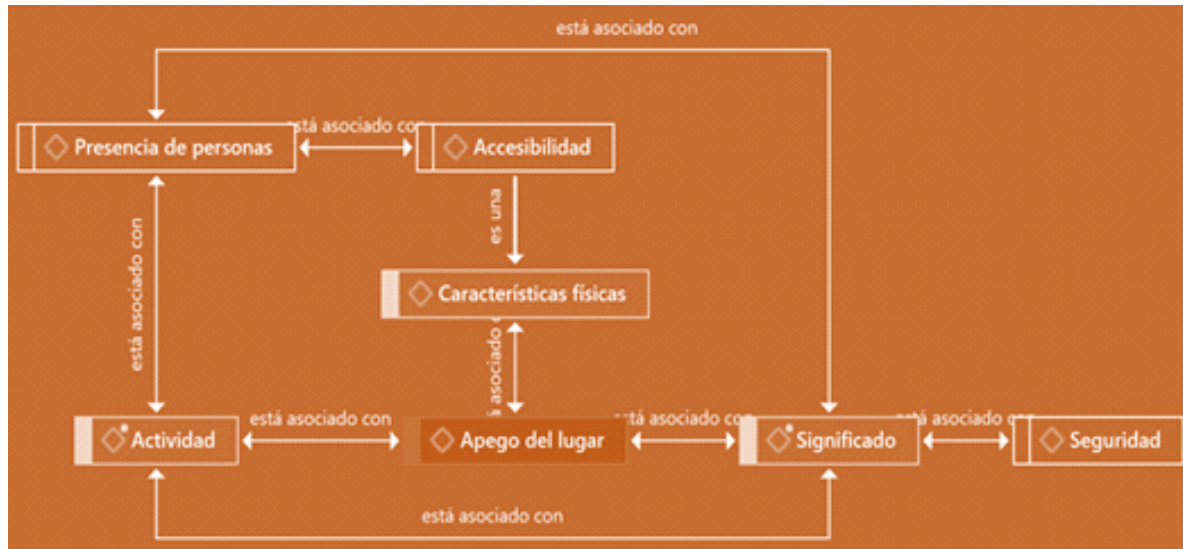 está asociado con
Presencia de personas
está asociado con
Accesibilidad
es una
está asociado con
Características físicas
asociado
Actividad
está asociado con
Apego del lugar
está asociado con
Significado
está asociado con
Seguridad
está asociado con